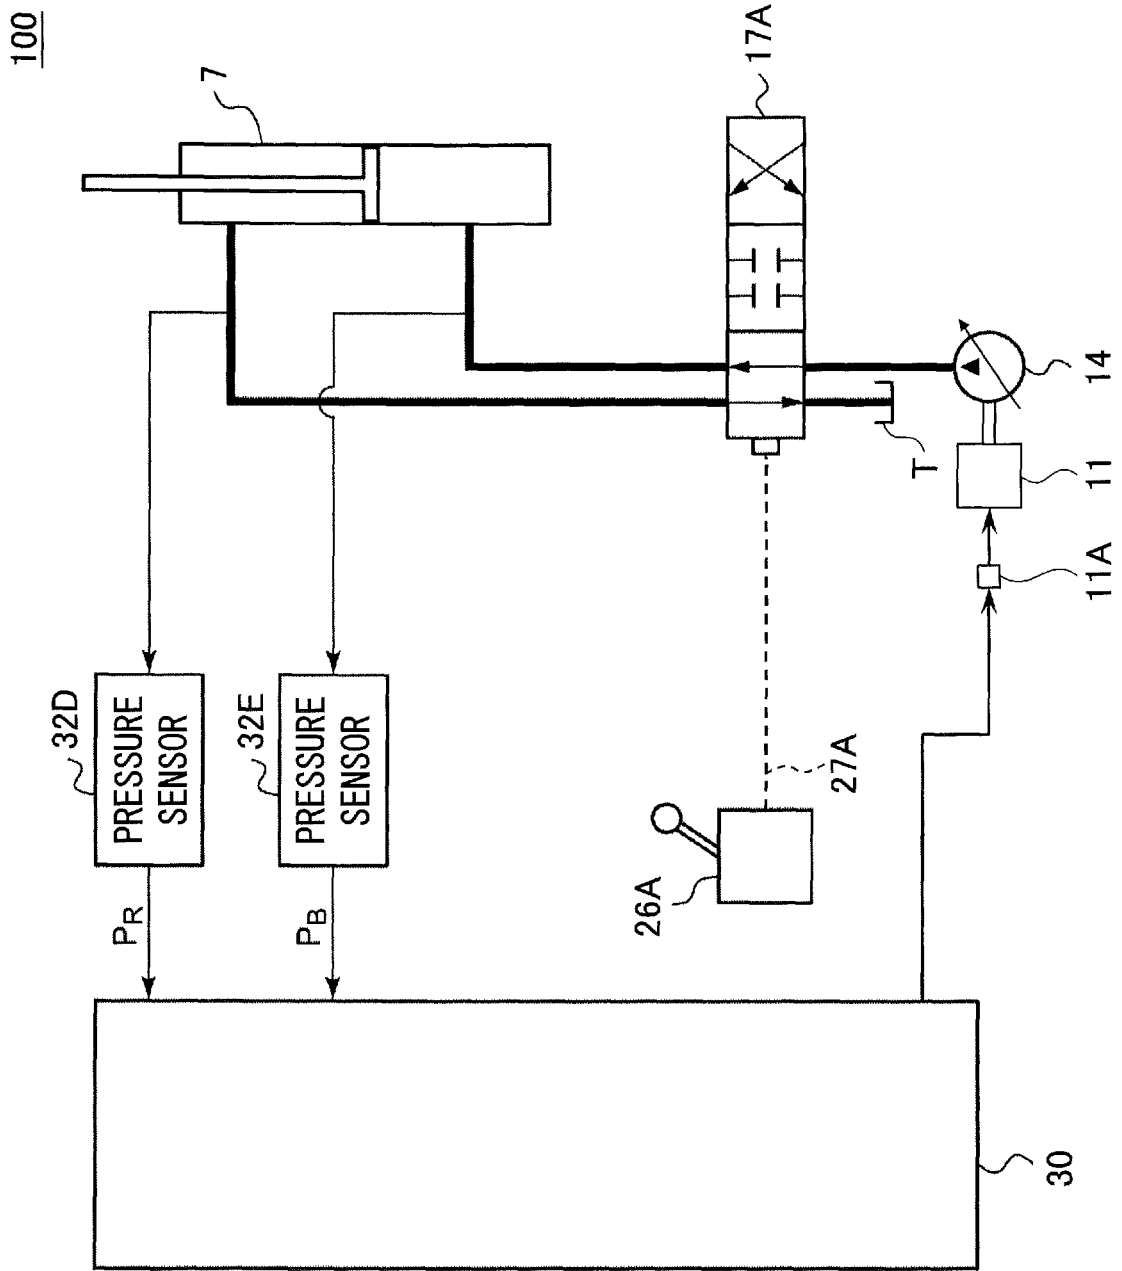 100
7
17A
32D
PRESSURE
SENSOR
PR
32E
PRESSURE
SENSOR
PB
26A
27A
T
14
11
11A
30